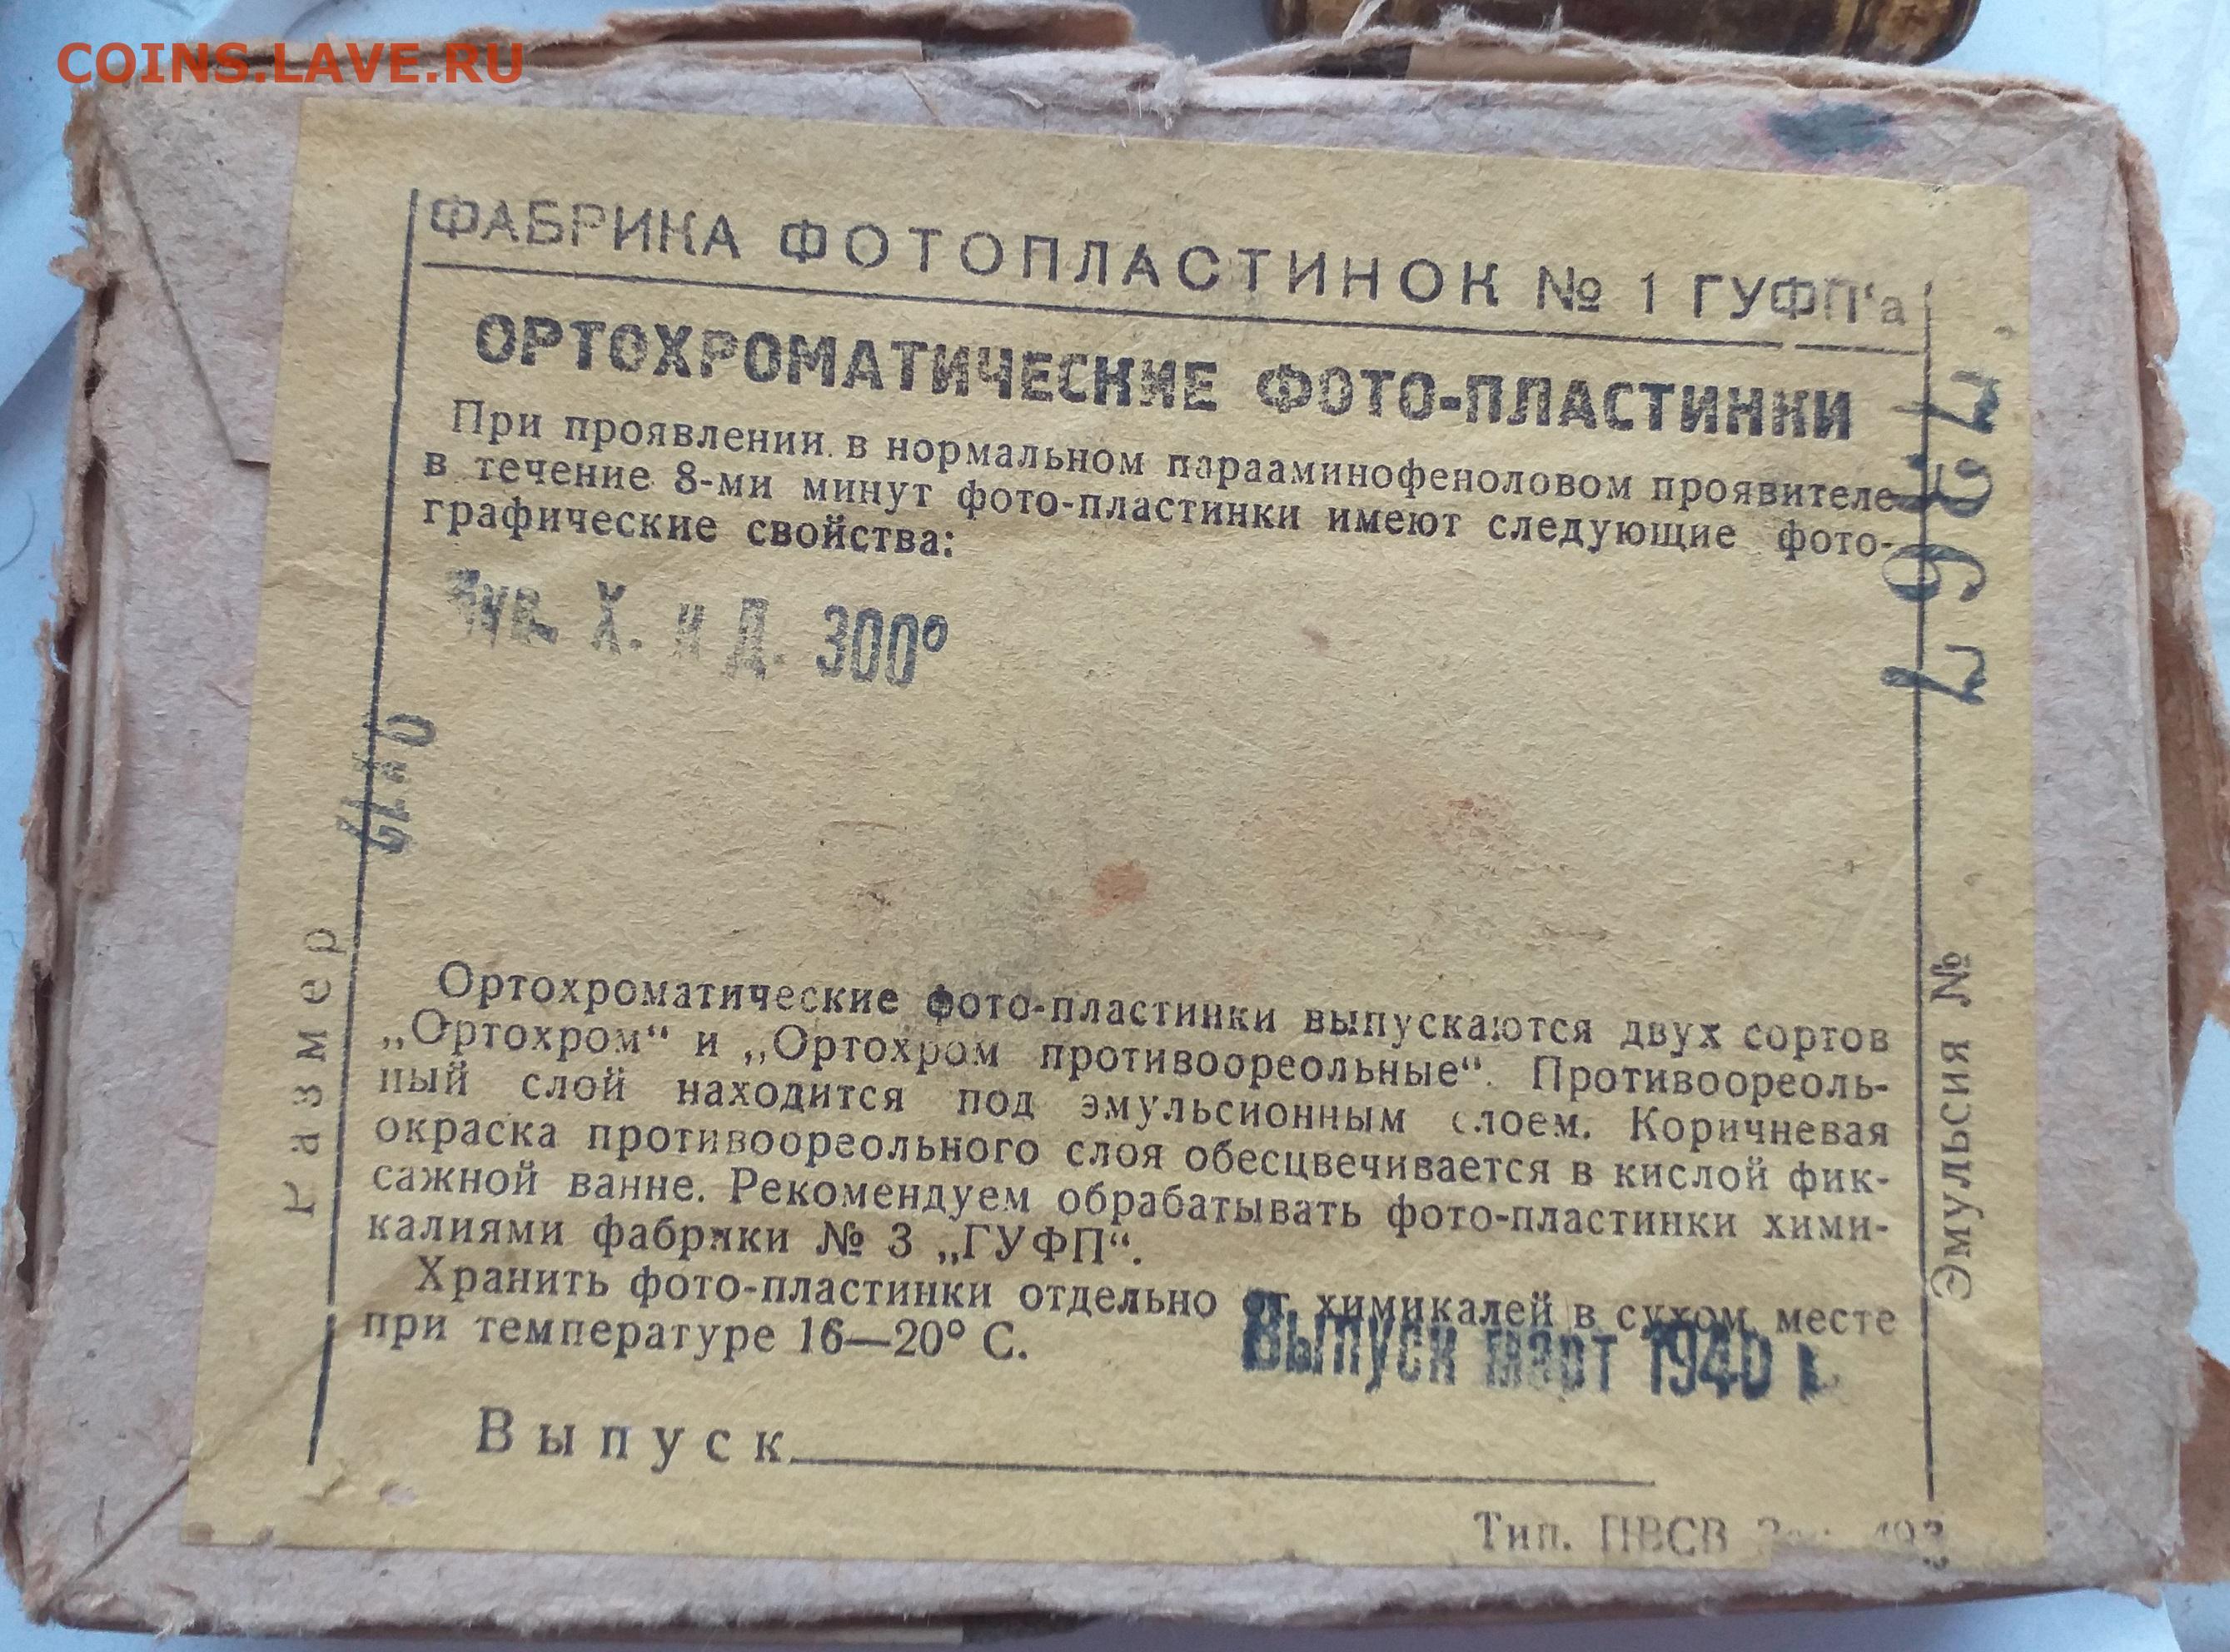 COINS.LAVE.RU
ФАБРИКА ФОТОПЛАСТИНОК № 1 ГУФП'а
ОРТОХРОМАТИЧЕСКИЕ ФОТО-ПЛАСТИНКИ
При проявлении в нормальном парааминофеноловом проявителе
в течение 8-ми минут фото-пластинки имеют следующие фото-
графические свойства:
Чув. Х. и Д. 300°
Ортохроматические фото-пластинки выпускаются двух сортов
„Ортохром“ и „Ортохром противоореольные“. Противоореоль-
ный слой находится под эмульсионным слоем. Коричневая
окраска противоореольного слоя обесцвечивается в кислой фик-
сажной ванне. Рекомендуем обрабатывать фото-пластинки хими-
калиями фабрики № 3 „ГУФП“.
Хранить фото-пластинки отдельно от химикалей в сухом месте
при температуре 16—20° С.
Выпуск март 1940 г.
Выпуск
Тип. ПВСВ
Размер
Эмульсия №